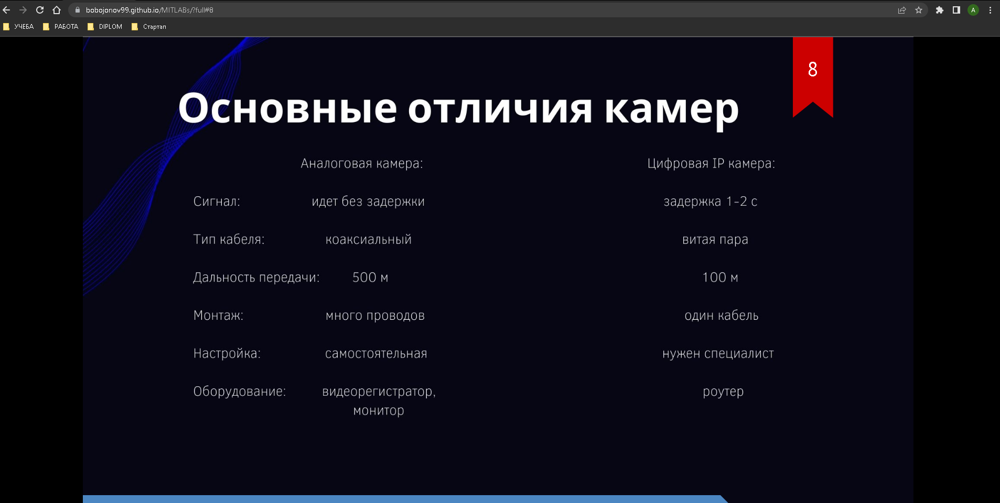 bobojonov99.github.io/MITLABs/?full#8
A
УЧЕБА РАБОТА DIPLOM Стартап
8
Основные отличия камер
Аналоговая камера: Цифровая IP камера:
Сигнал: идет без задержки задержка 1-2 с
Тип кабеля: коаксиальный витая пара
Дальность передачи: 500 м 100 м
Монтаж: много проводов один кабель
Настройка: самостоятельная нужен специалист
Оборудование: видеорегистратор, роутер
монитор